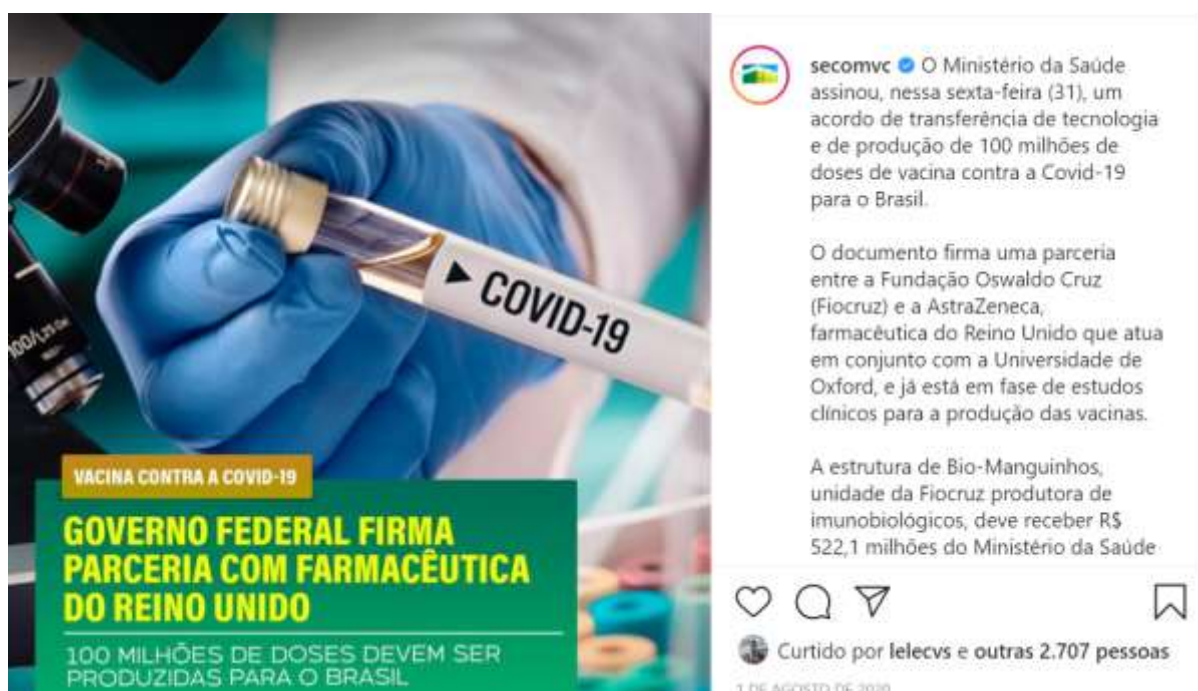 100/1,25
COVID-19
VACINA CONTRA A COVID-19
GOVERNO FEDERAL FIRMA
PARCERIA COM FARMACÊUTICA
DO REINO UNIDO
100 MILHÕES DE DOSES DEVEM SER
PRODUZIDAS PARA O BRASIL
secomvc O Ministério da Saúde
assinou, nessa sexta-feira (31), um
acordo de transferência de tecnologia
e de produção de 100 milhões de
doses de vacina contra a Covid-19
para o Brasil.
O documento firma uma parceria
entre a Fundação Oswaldo Cruz
(Fiocruz) e a AstraZeneca,
farmacêutica do Reino Unido que atua
em conjunto com a Universidade de
Oxford, e já está em fase de estudos
clínicos para a produção das vacinas.
A estrutura de Bio-Manguinhos,
unidade da Fiocruz produtora de
imunobiológicos, deve receber R$
522,1 milhões do Ministério da Saúde
Curtido por lelecvs e outras 2.707 pessoas
1 DE AGOSTO DE 2020